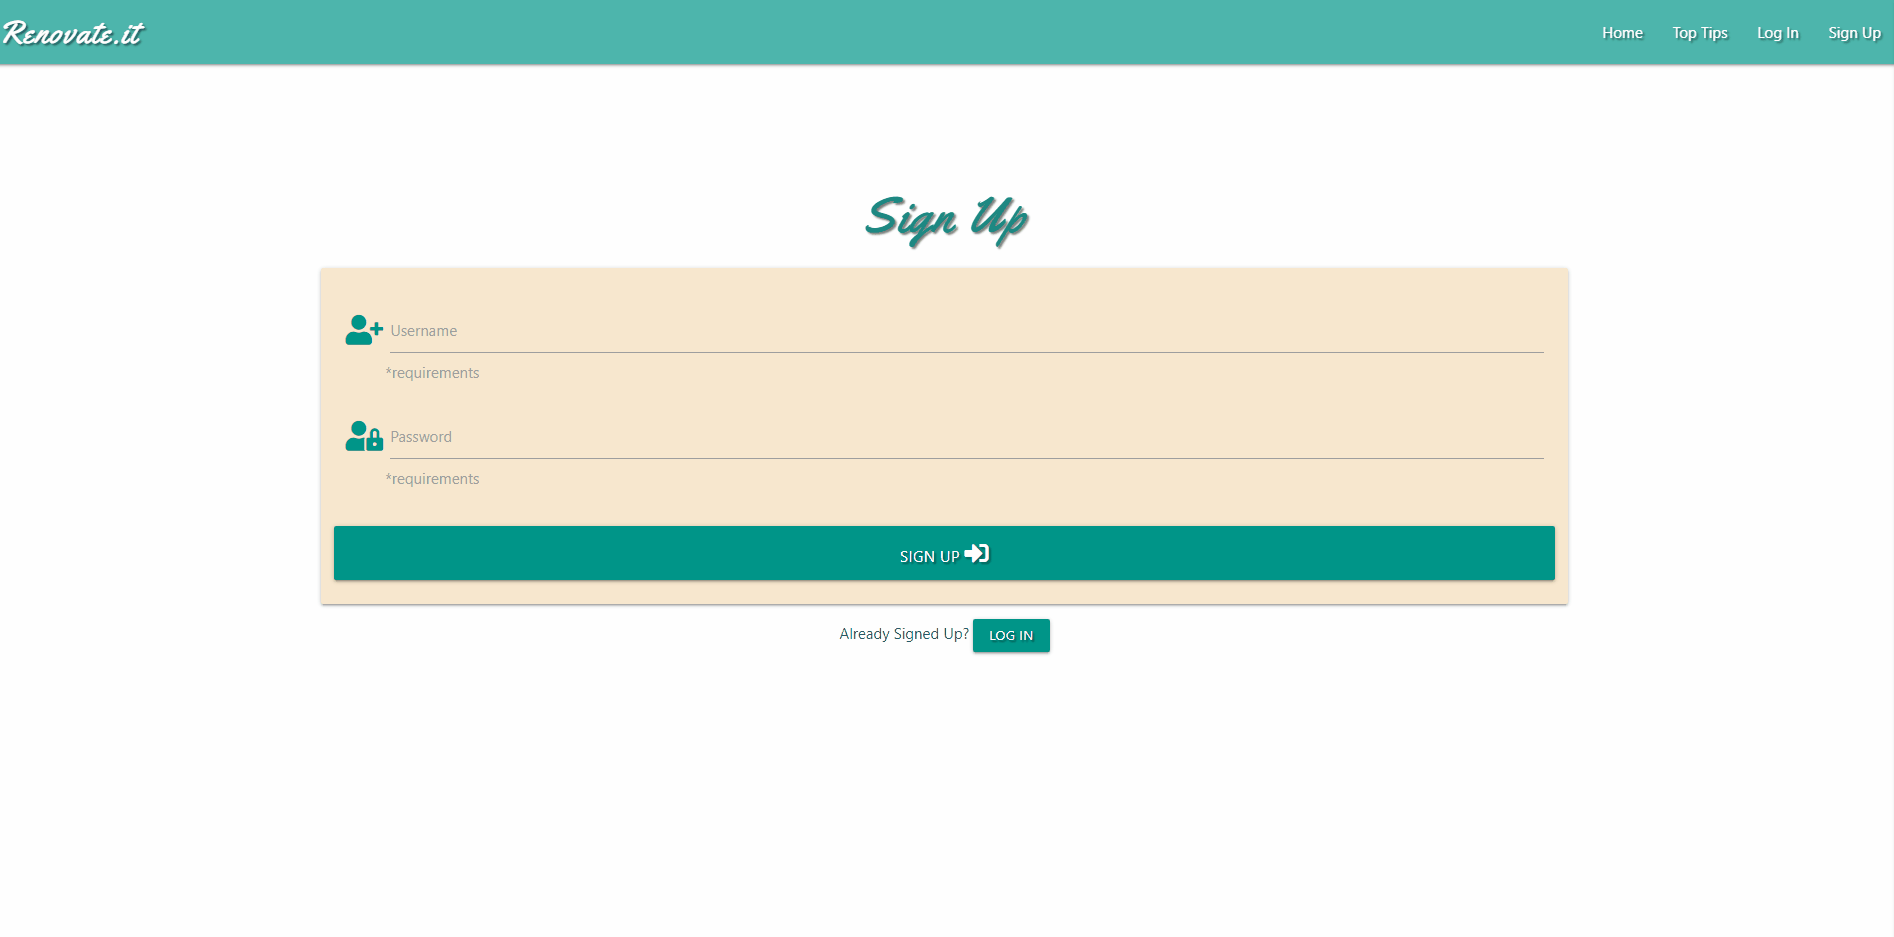 Renovate.it
Home Top Tips Log In Sign Up
Sign Up
Username
*requirements
Password
*requirements
SIGN UP
Already Signed Up? LOG IN